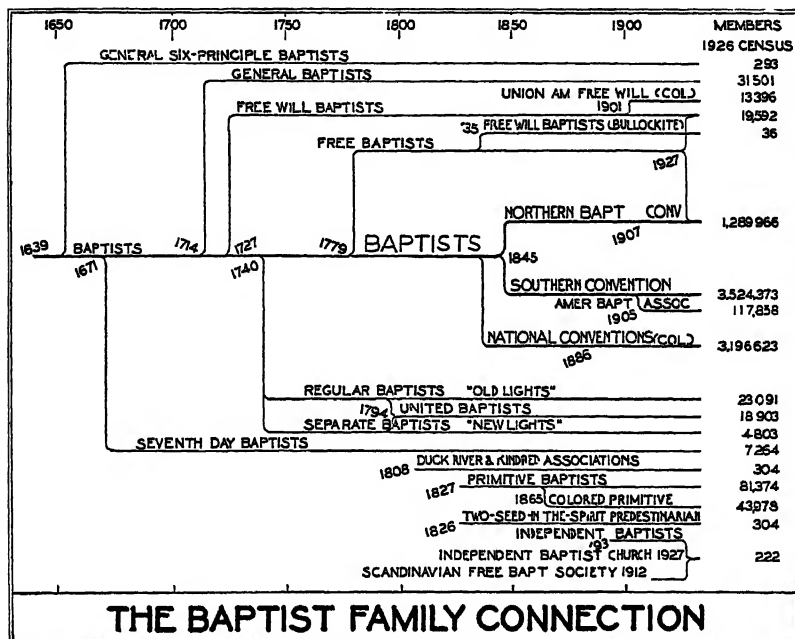 1650 1700 1750 1800 1850 1900 MEMBERS
1926 CENSUS
GENERAL SIX-PRINCIPLE BAPTISTS 293
GENERAL BAPTISTS 31501
UNION AM FREE WILL (COL) 13396
1901
FREE WILL BAPTISTS 19,592
'35 FREE WILL BAPTISTS (BULLOCKITE) 36
FREE BAPTISTS
1927
NORTHERN BAPT CONV 1,289966
1907
1639 BAPTISTS 1714 1727 1779 BAPTISTS 1845
1671 1740
SOUTHERN CONVENTION 3,524,373
AMER BAPT ASSOC 117,858
1905
NATIONAL CONVENTIONS (COL) 3,196623
1886
REGULAR BAPTISTS "OLD LIGHTS" 23091
1794 UNITED BAPTISTS 18903
SEPARATE BAPTISTS "NEW LIGHTS" 4803
SEVENTH DAY BAPTISTS 7264
1808 DUCK RIVER & KINDRED ASSOCIATIONS 304
1827 PRIMITIVE BAPTISTS 81,374
1865 COLORED PRIMITIVE 43,978
1826 TWO-SEED-IN THE-SPIRIT PREDESTINARIAN 304
INDEPENDENT BAPTISTS
INDEPENDENT BAPTIST CHURCH 1927 222
SCANDINAVIAN FREE BAPT SOCIETY 1912
THE BAPTIST FAMILY CONNECTION